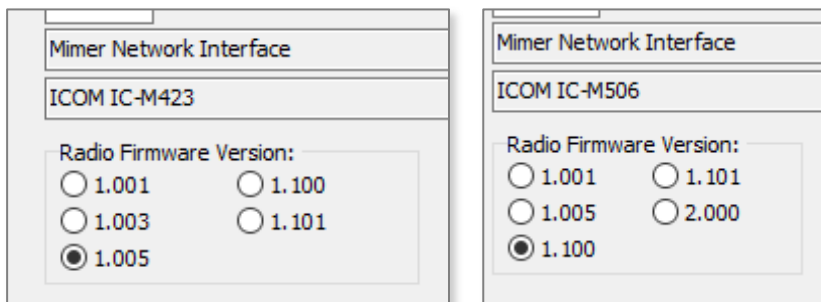 Mimer Network Interface
ICOM IC-M423
Radio Firmware Version:
1.001 1.100
1.003 1.101
1.005
Mimer Network Interface
ICOM IC-M506
Radio Firmware Version:
1.001 1.101
1.005 2.000
1.100